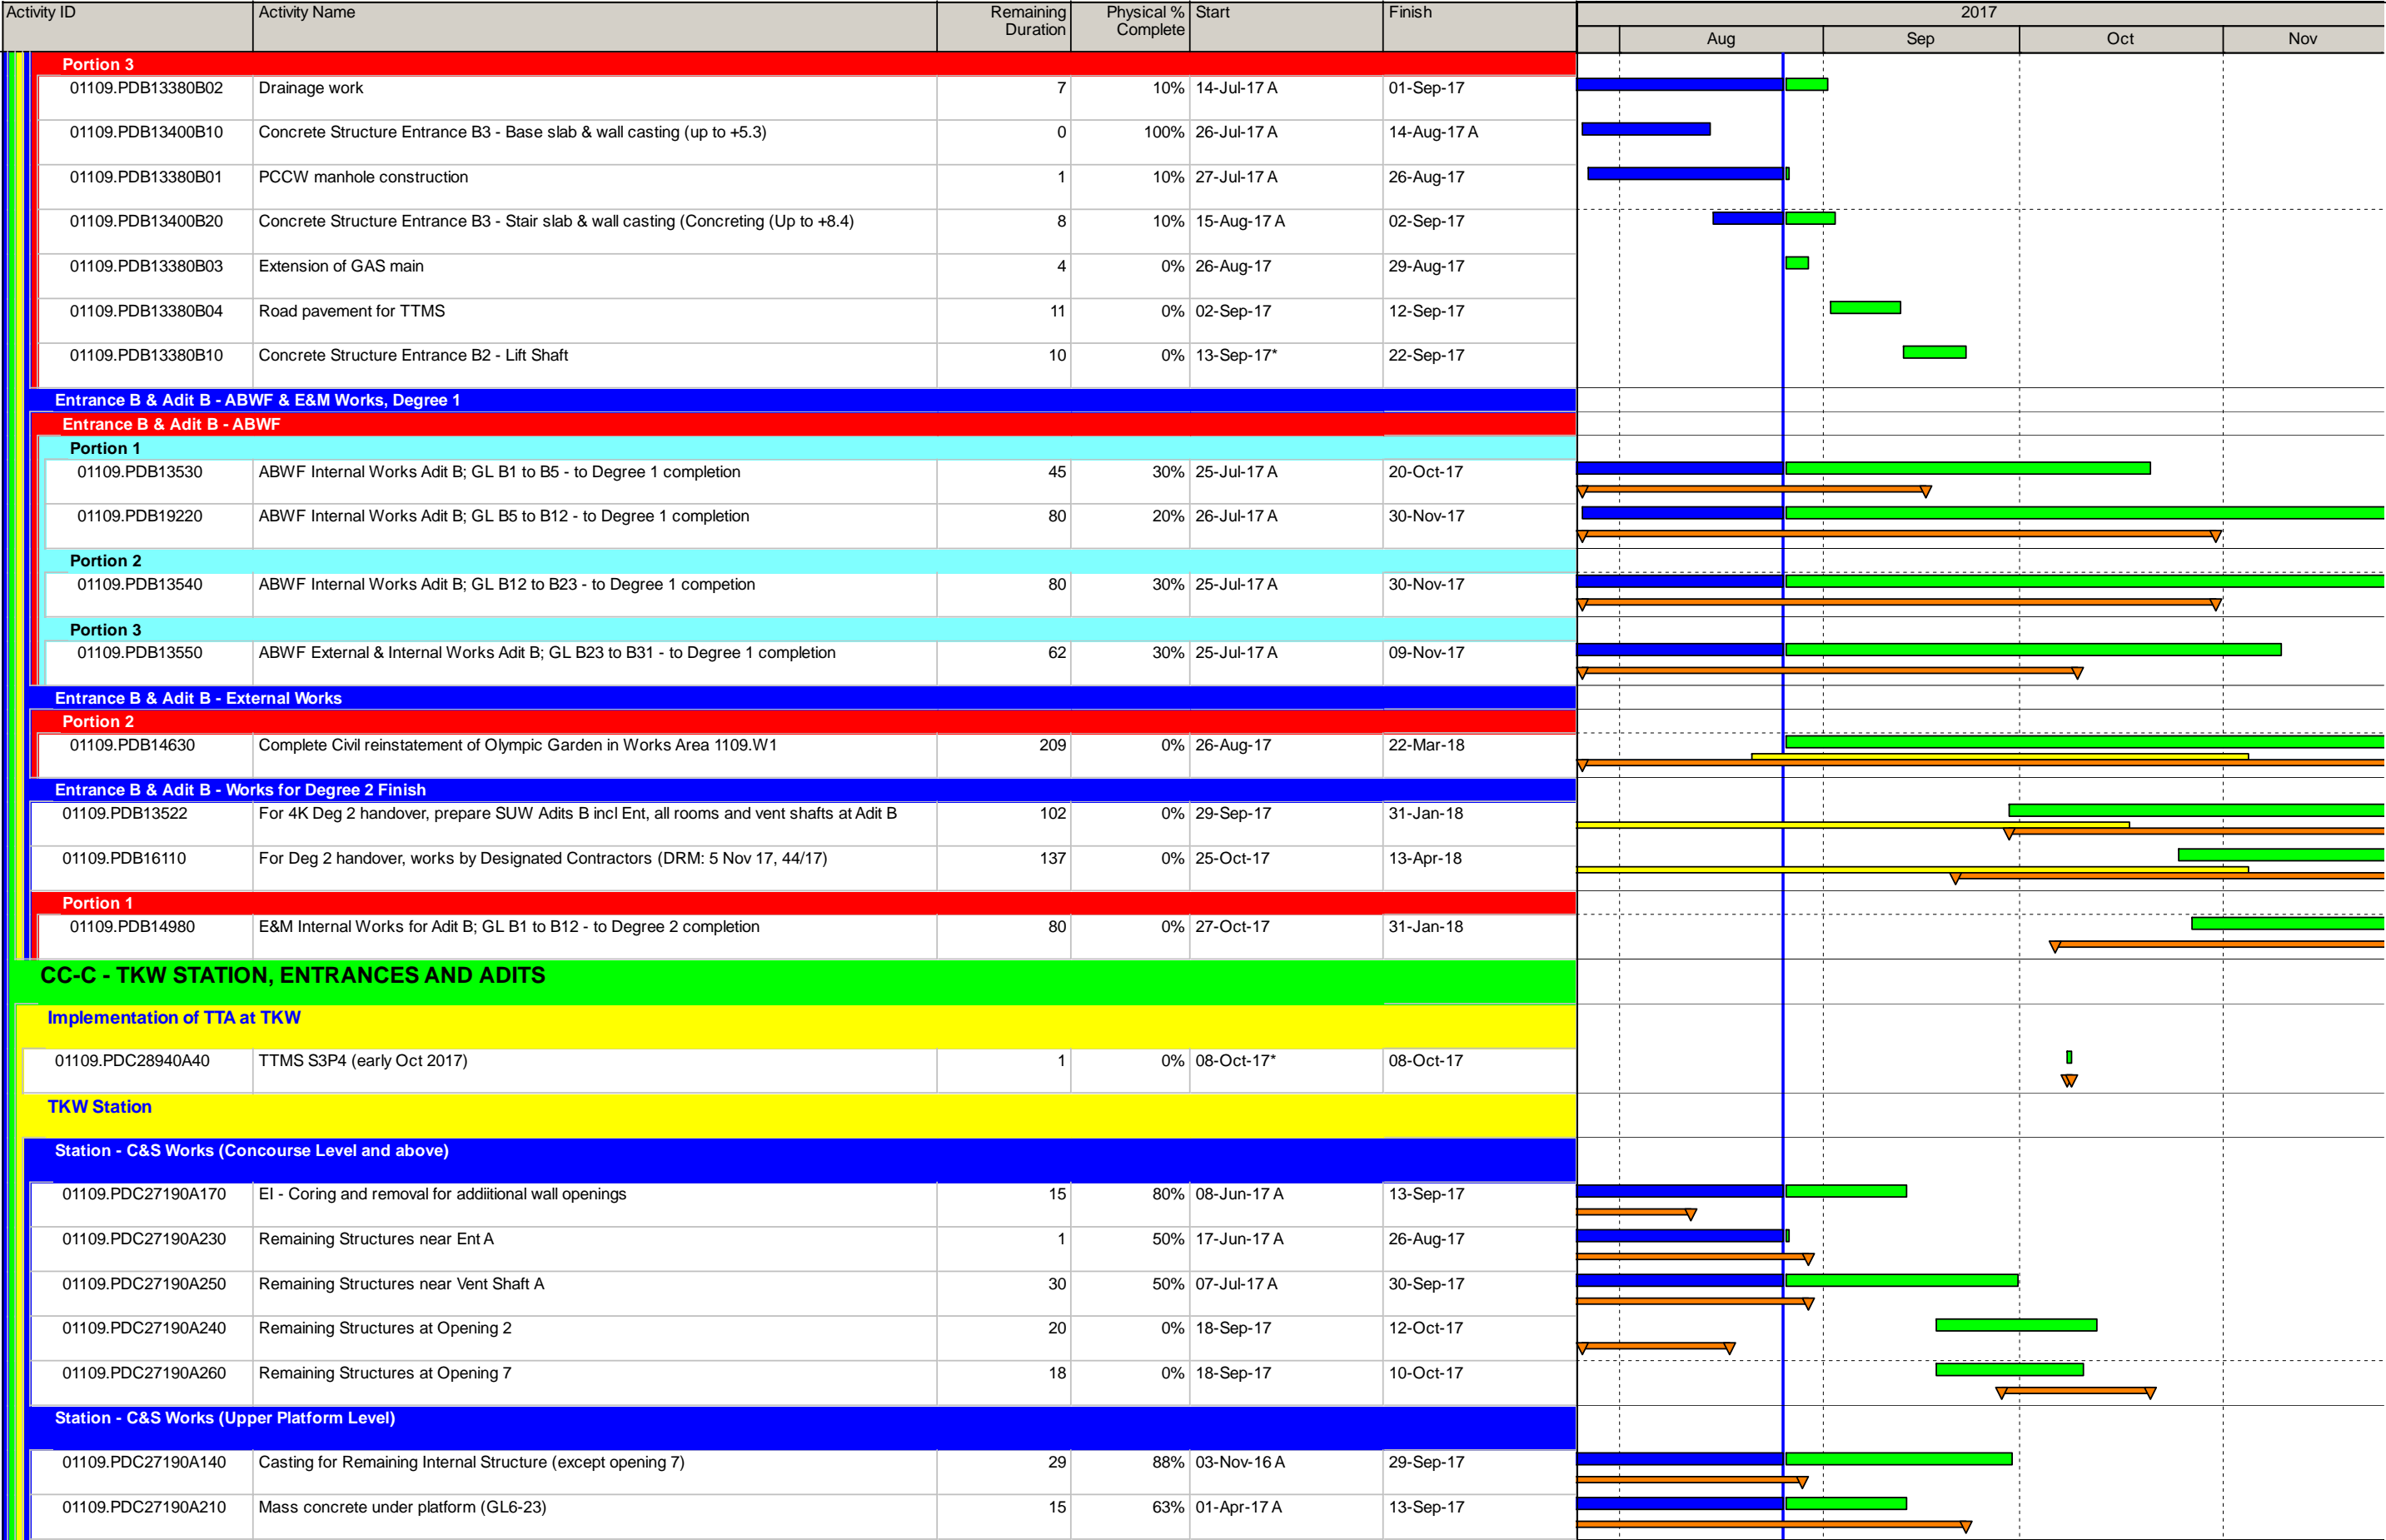 Activity ID Activity Name Remaining Duration Physical % Complete Start Finish 2017
Aug Sep Oct Nov
Portion 3
01109.PDB13380B02 Drainage work 7 10% 14-Jul-17 A 01-Sep-17
01109.PDB13400B10 Concrete Structure Entrance B3 - Base slab & wall casting (up to +5.3) 0 100% 26-Jul-17 A 14-Aug-17 A
01109.PDB13380B01 PCCW manhole construction 1 10% 27-Jul-17 A 26-Aug-17
01109.PDB13400B20 Concrete Structure Entrance B3 - Stair slab & wall casting (Concreting (Up to +8.4) 8 10% 15-Aug-17 A 02-Sep-17
01109.PDB13380B03 Extension of GAS main 4 0% 26-Aug-17 29-Aug-17
01109.PDB13380B04 Road pavement for TTMS 11 0% 02-Sep-17 12-Sep-17
01109.PDB13380B10 Concrete Structure Entrance B2 - Lift Shaft 10 0% 13-Sep-17* 22-Sep-17
Entrance B & Adit B - ABWF & E&M Works, Degree 1
Entrance B & Adit B - ABWF
Portion 1
01109.PDB13530 ABWF Internal Works Adit B; GL B1 to B5 - to Degree 1 completion 45 30% 25-Jul-17 A 20-Oct-17
01109.PDB19220 ABWF Internal Works Adit B; GL B5 to B12 - to Degree 1 completion 80 20% 26-Jul-17 A 30-Nov-17
Portion 2
01109.PDB13540 ABWF Internal Works Adit B; GL B12 to B23 - to Degree 1 competion 80 30% 25-Jul-17 A 30-Nov-17
Portion 3
01109.PDB13550 ABWF External & Internal Works Adit B; GL B23 to B31 - to Degree 1 completion 62 30% 25-Jul-17 A 09-Nov-17
Entrance B & Adit B - External Works
Portion 2
01109.PDB14630 Complete Civil reinstatement of Olympic Garden in Works Area 1109.W1 209 0% 26-Aug-17 22-Mar-18
Entrance B & Adit B - Works for Degree 2 Finish
01109.PDB13522 For 4K Deg 2 handover, prepare SUW Adits B incl Ent, all rooms and vent shafts at Adit B 102 0% 29-Sep-17 31-Jan-18
01109.PDB16110 For Deg 2 handover, works by Designated Contractors (DRM: 5 Nov 17, 44/17) 137 0% 25-Oct-17 13-Apr-18
Portion 1
01109.PDB14980 E&M Internal Works for Adit B; GL B1 to B12 - to Degree 2 completion 80 0% 27-Oct-17 31-Jan-18
CC-C - TKW STATION, ENTRANCES AND ADITS
Implementation of TTA at TKW
01109.PDC28940A40 TTMS S3P4 (early Oct 2017) 1 0% 08-Oct-17* 08-Oct-17
TKW Station
Station - C&S Works (Concourse Level and above)
01109.PDC27190A170 EI - Coring and removal for addiitional wall openings 15 80% 08-Jun-17 A 13-Sep-17
01109.PDC27190A230 Remaining Structures near Ent A 1 50% 17-Jun-17 A 26-Aug-17
01109.PDC27190A250 Remaining Structures near Vent Shaft A 30 50% 07-Jul-17 A 30-Sep-17
01109.PDC27190A240 Remaining Structures at Opening 2 20 0% 18-Sep-17 12-Oct-17
01109.PDC27190A260 Remaining Structures at Opening 7 18 0% 18-Sep-17 10-Oct-17
Station - C&S Works (Upper Platform Level)
01109.PDC27190A140 Casting for Remaining Internal Structure (except opening 7) 29 88% 03-Nov-16 A 29-Sep-17
01109.PDC27190A210 Mass concrete under platform (GL6-23) 15 63% 01-Apr-17 A 13-Sep-17